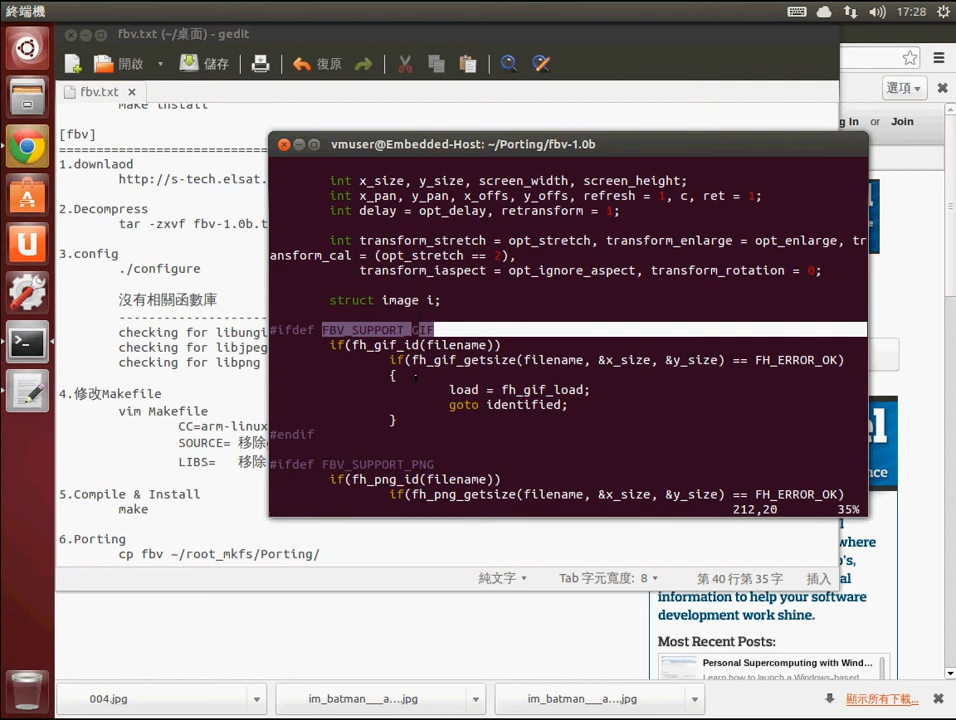 終端機
17:28
fbv.txt (~/桌面) - gedit
開啟
儲存
復原
選項
fbv.txt
Make install
[fbv]
1.downlaod
http://s-tech.elsat.
2.Decompress
tar -zxvf fbv-1.0b.t
3.config
./configure
沒有相關函數庫
checking for libungi
checking for libjpeg
checking for libpng
4.修改Makefile
vim Makefile
CC=arm-linux
SOURCE= 移除
LIBS= 移除
5.Compile & Install
make
6.Porting
cp fbv ~/root_mkfs/Porting/
純文字
Tab 字元寬度: 8
第 40 行第 35 字
插入
vmuser@Embedded-Host: ~/Porting/fbv-1.0b
int x_size, y_size, screen_width, screen_height;
int x_pan, y_pan, x_offs, y_offs, refresh = 1, c, ret = 1;
int delay = opt_delay, retransform = 1;
int transform_stretch = opt_stretch, transform_enlarge = opt_enlarge, tr
ansform_cal = (opt_stretch == 2),
transform_iaspect = opt_ignore_aspect, transform_rotation = 0;
struct image i;
#ifdef FBV_SUPPORT_GIF
if(fh_gif_id(filename))
if(fh_gif_getsize(filename, &x_size, &y_size) == FH_ERROR_OK)
{
load = fh_gif_load;
goto identified;
}
#endif
#ifdef FBV_SUPPORT_PNG
if(fh_png_id(filename))
if(fh_png_getsize(filename, &x_size, &y_size) == FH_ERROR_OK)
212,20 35%
g In or Join
el
nce
where
o's,
al
information to help your software
development work shine.
Most Recent Posts:
Personal Supercomputing with Wind...
Learn how to launch a Windows-based
004.jpg
im_batman___a....jpg
im_batman___a....jpg
顯示所有下載...